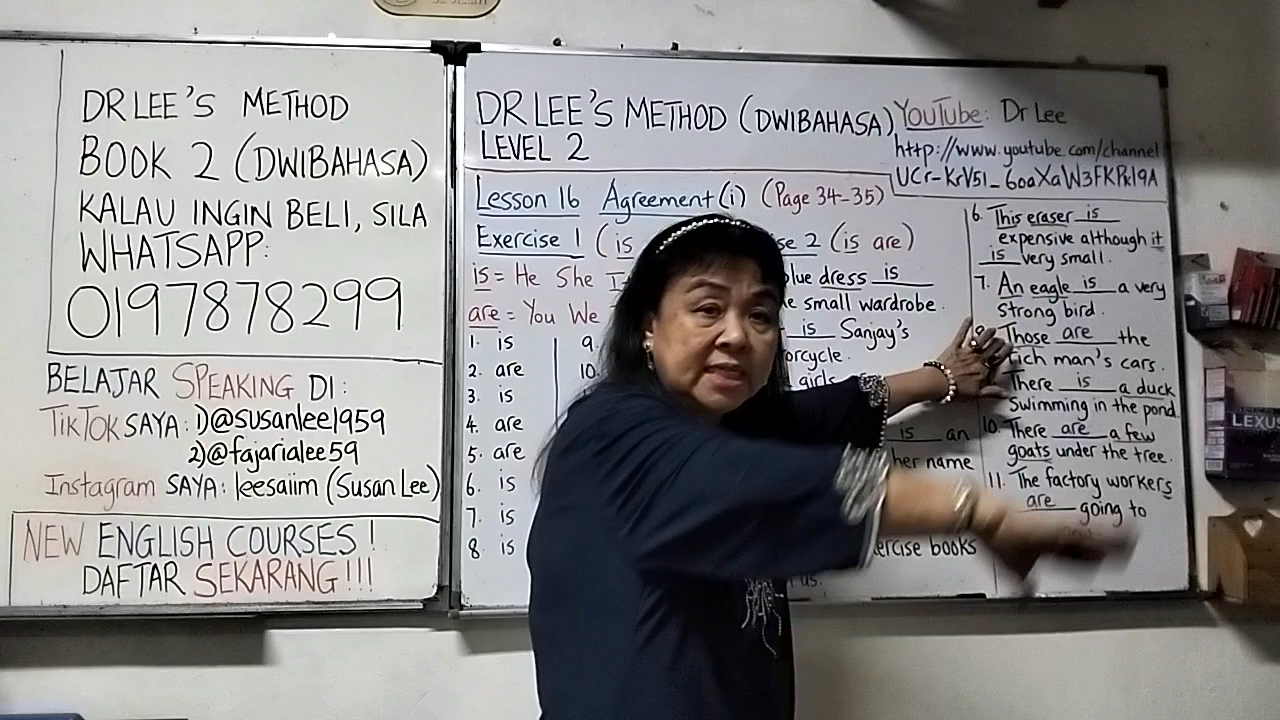 DR LEE'S METHOD
BOOK 2 (DWIBAHASA)
KALAU INGIN BELI, SILA
WHATSAPP:
0197878299
BELAJAR SPEAKING DI:
TIKTOK SAYA: 1)@susanlee1959
2)@fajarialee59
Instagram SAYA: leesaiim (Susan Lee)
NEW ENGLISH COURSES!
DAFTAR SEKARANG!!!
DR LEE'S METHOD (DWIBAHASA)
LEVEL 2
YouTube: Dr Lee
http://www.youtube.com/channel
UCr-KrV5l_6oaXaW3FKPkl9A
Lesson 16 Agreement (i) (Page 34-35)
Exercise 1 (is
se 2 (is are)
is = He She I
are = You We
1. is
2. are
3. is
4. are
5. are
6. is
7. is
8. is
9.
10.
blue dress is
small wardrobe.
is Sanjay's
orcycle.
girls
is an
her name
ercise books
us.
6. This eraser is
expensive although it
is very small.
7. An eagle is a very
strong bird.
8. Those are the
rich man's cars.
There is a duck
swimming in the pond.
10. There are a few
goats under the tree.
11. The factory workers
are going to
LEXUS